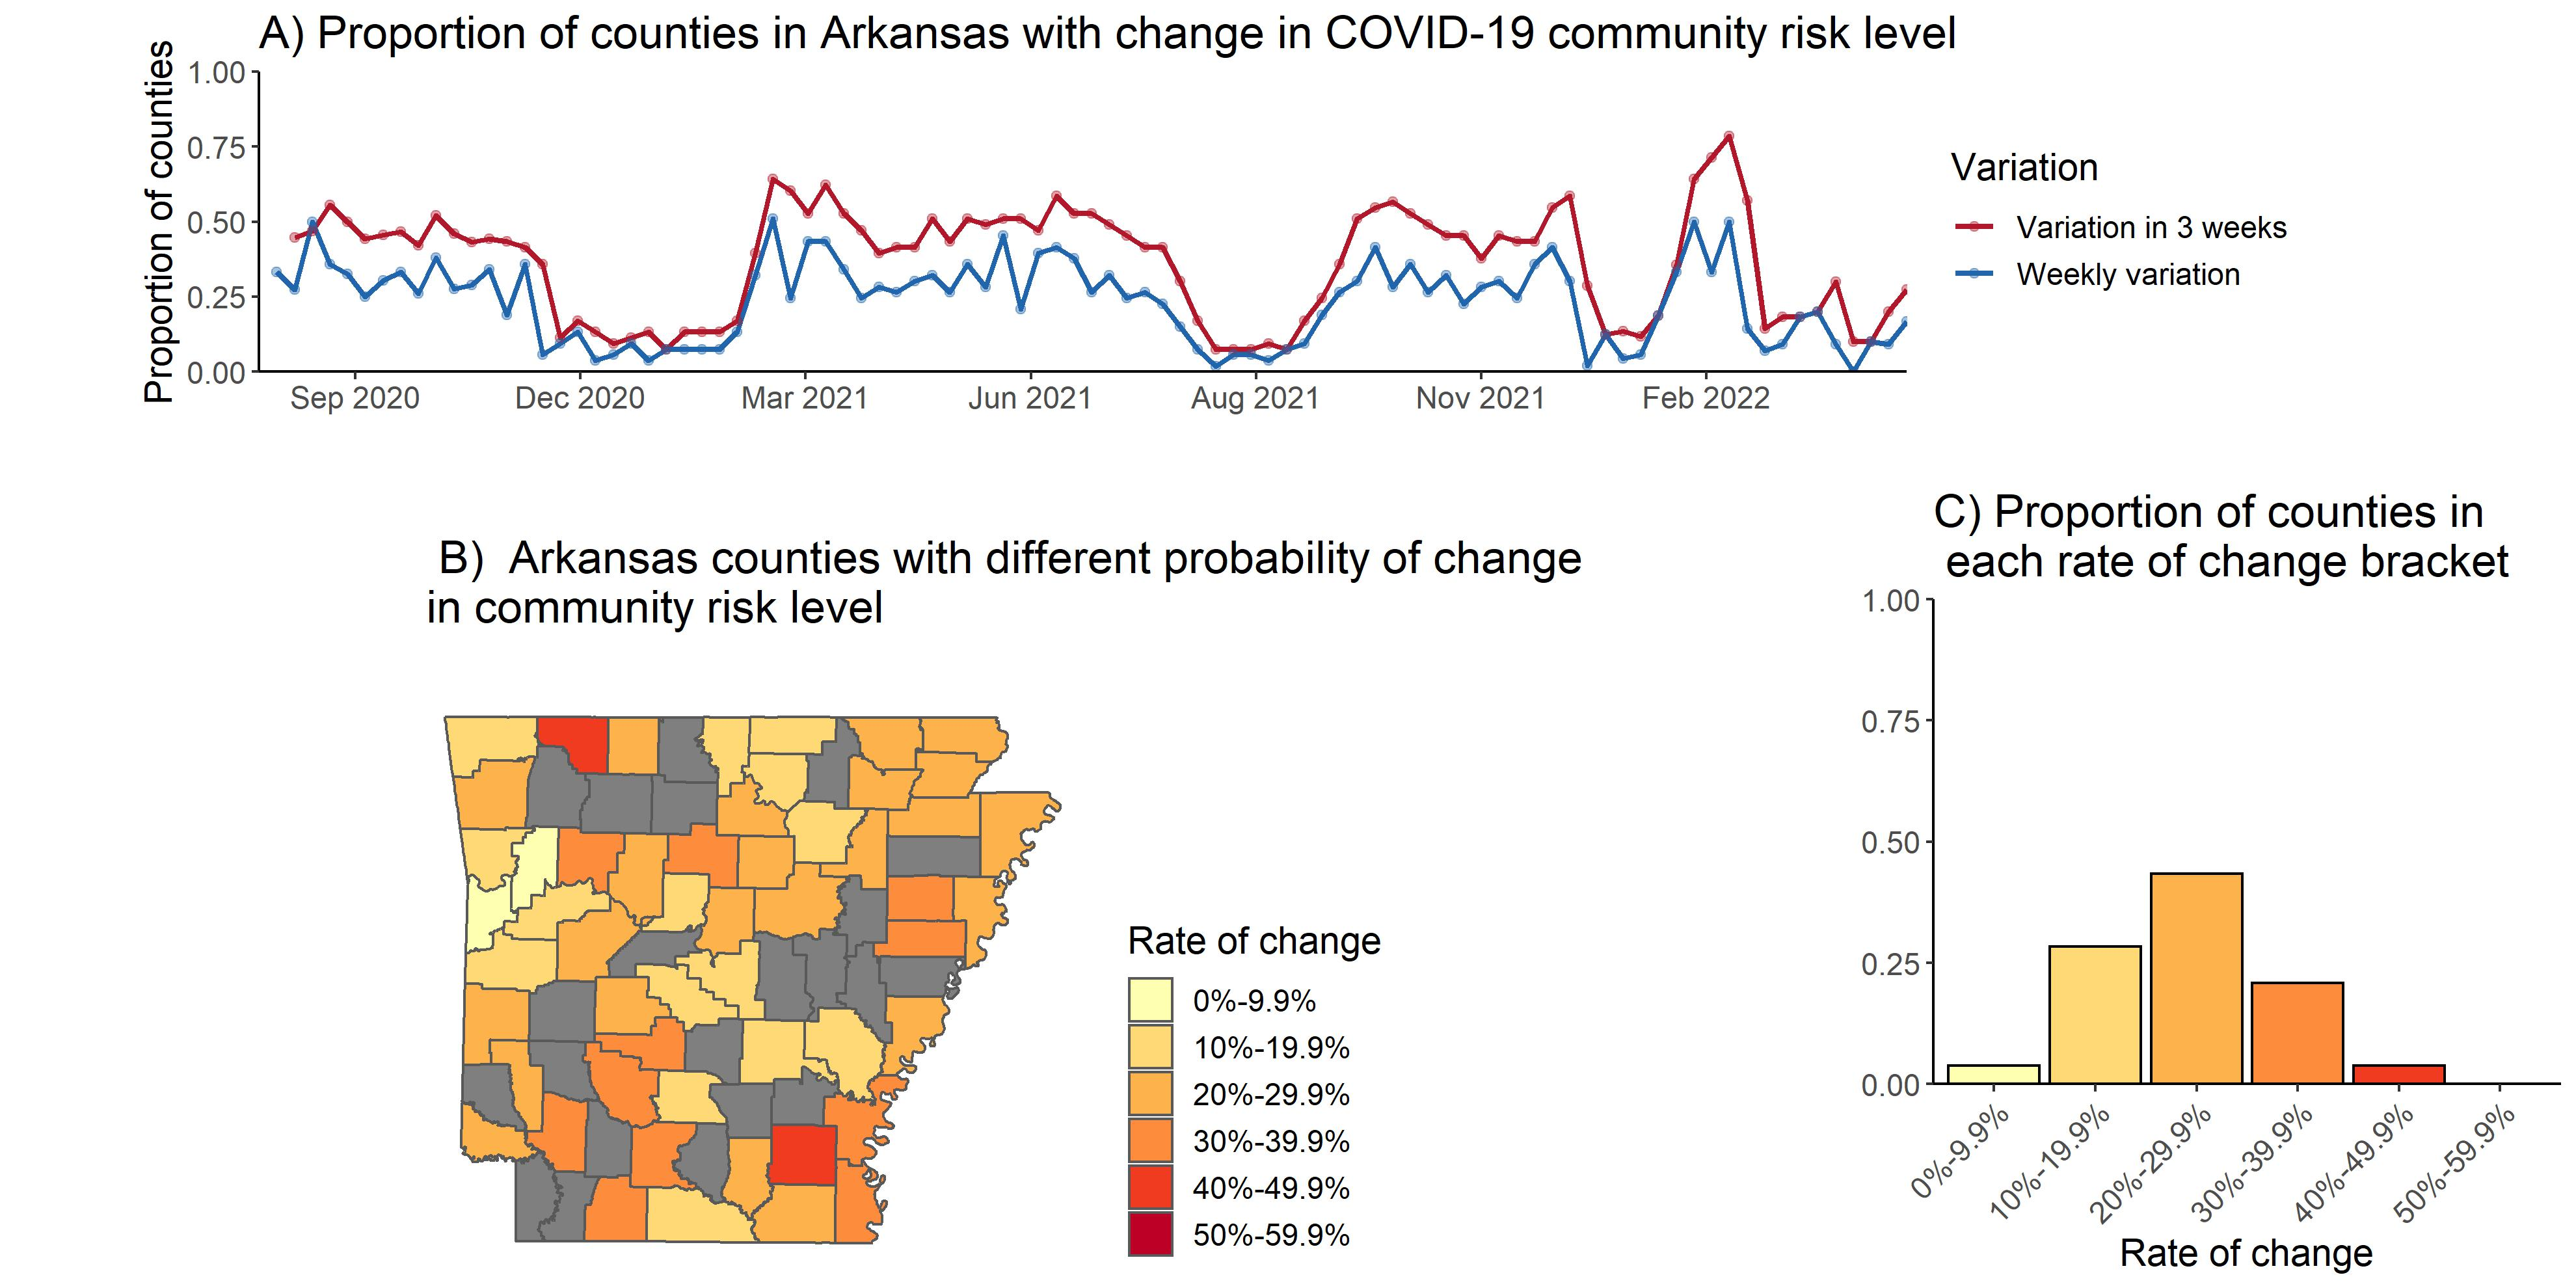 A) Proportion of counties in Arkansas with change in COVID-19 community risk level
Proportion of counties
1.00
0.75
0.50
0.25
0.00
Sep 2020 Dec 2020 Mar 2021 Jun 2021 Aug 2021 Nov 2021 Feb 2022
Variation
Variation in 3 weeks
Weekly variation
B) Arkansas counties with different probability of change
in community risk level
Rate of change
0%-9.9%
10%-19.9%
20%-29.9%
30%-39.9%
40%-49.9%
50%-59.9%
C) Proportion of counties in
each rate of change bracket
1.00
0.75
0.50
0.25
0.00
0%-9.9%
10%-19.9%
20%-29.9%
30%-39.9%
40%-49.9%
50%-59.9%
Rate of change